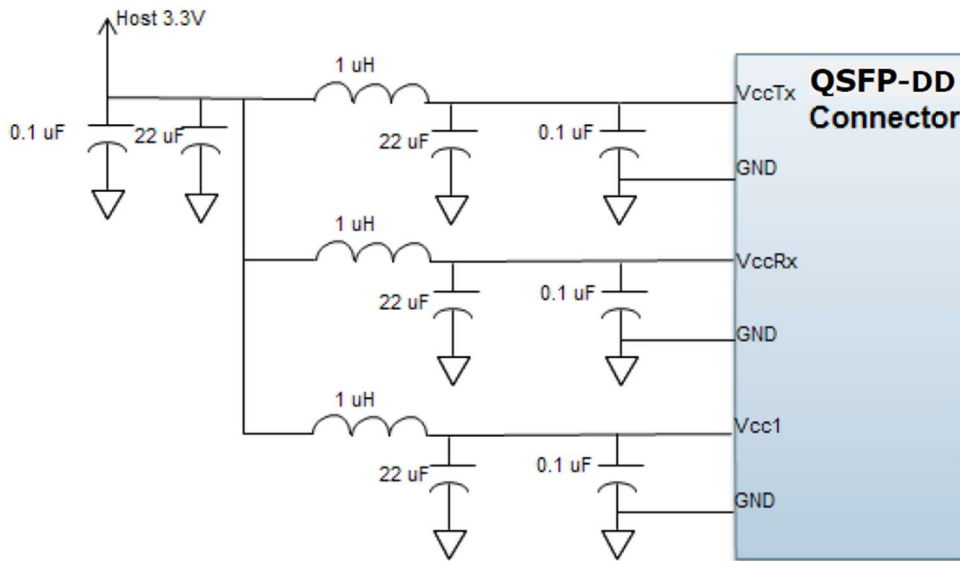 Host 3.3V
1 uH
0.1 uF
22 uF
22 uF
0.1 uF
VccTx
QSFP-DD
Connector
GND
1 uH
22 uF
0.1 uF
VccRx
GND
1 uH
22 uF
0.1 uF
Vcc1
GND